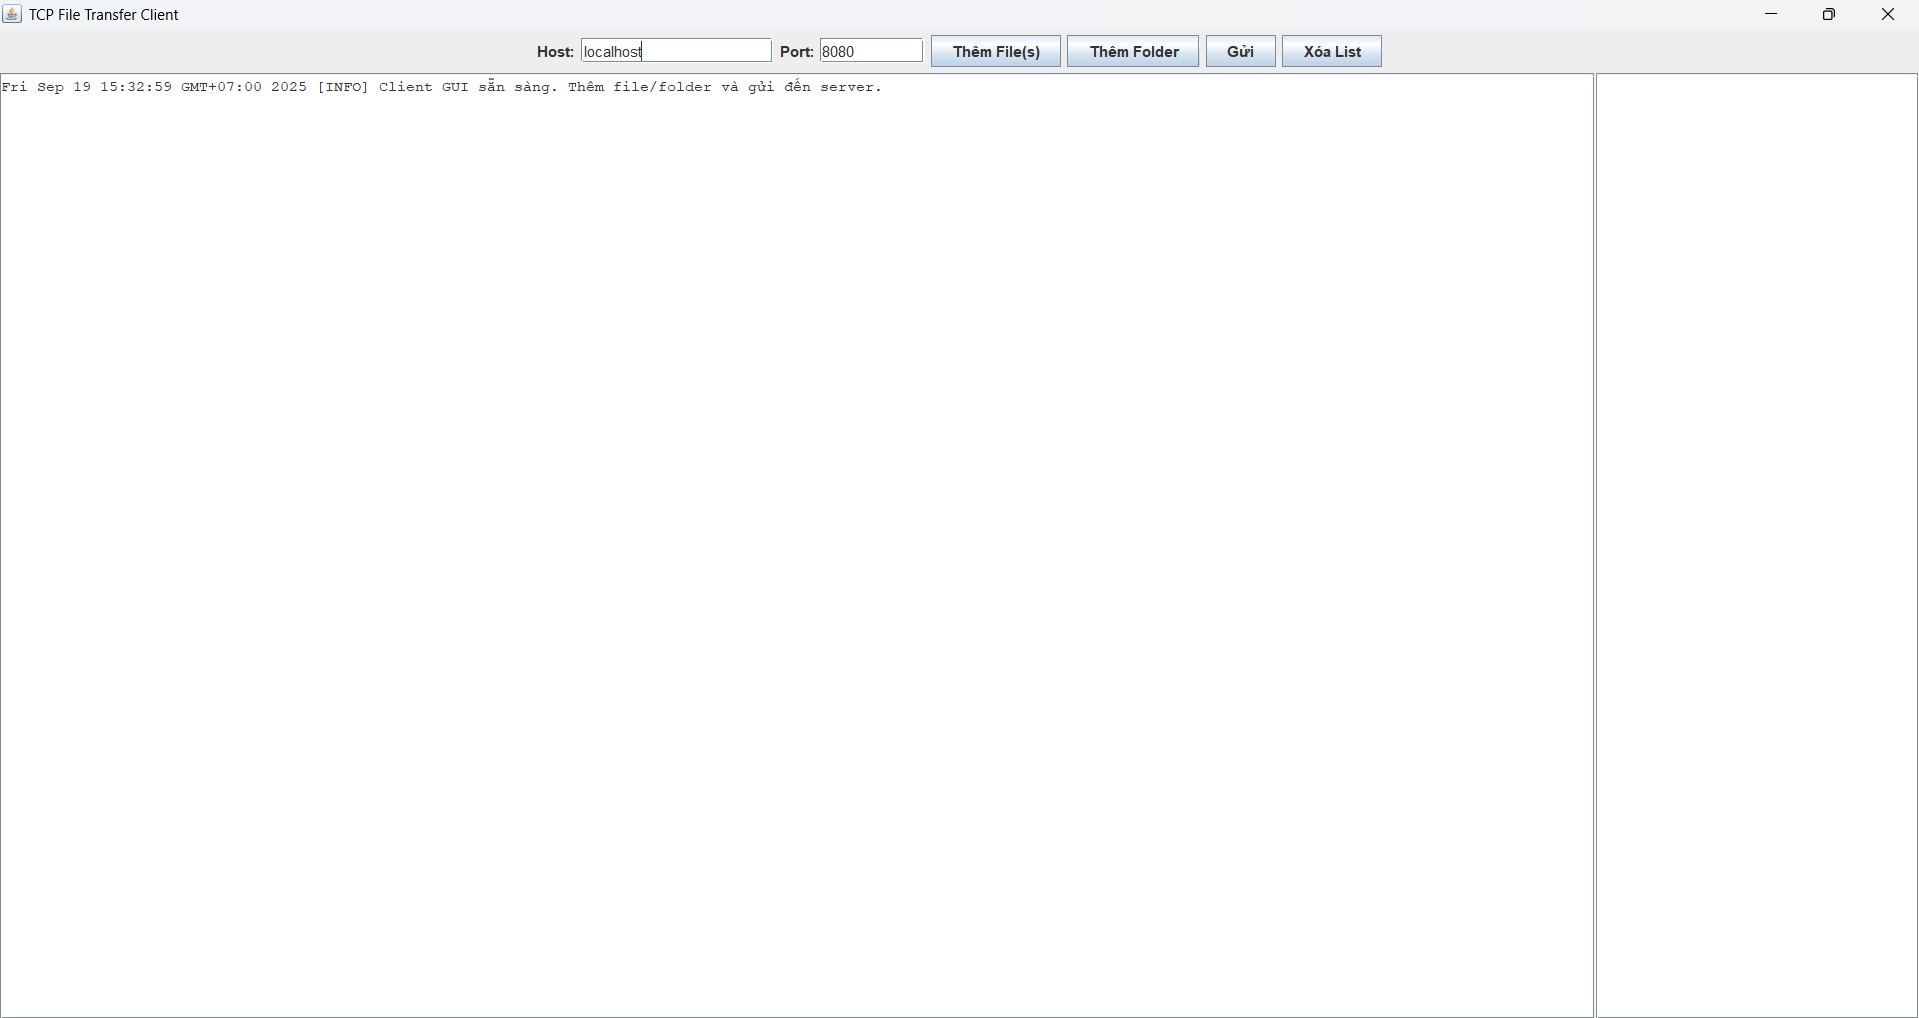 TCP File Transfer Client
Host: localhost Port: 8080 Thêm File(s) Thêm Folder Gửi Xóa List
Fri Sep 19 15:32:59 GMT+07:00 2025 [INFO] Client GUI sẵn sàng. Thêm file/folder và gửi đến server.